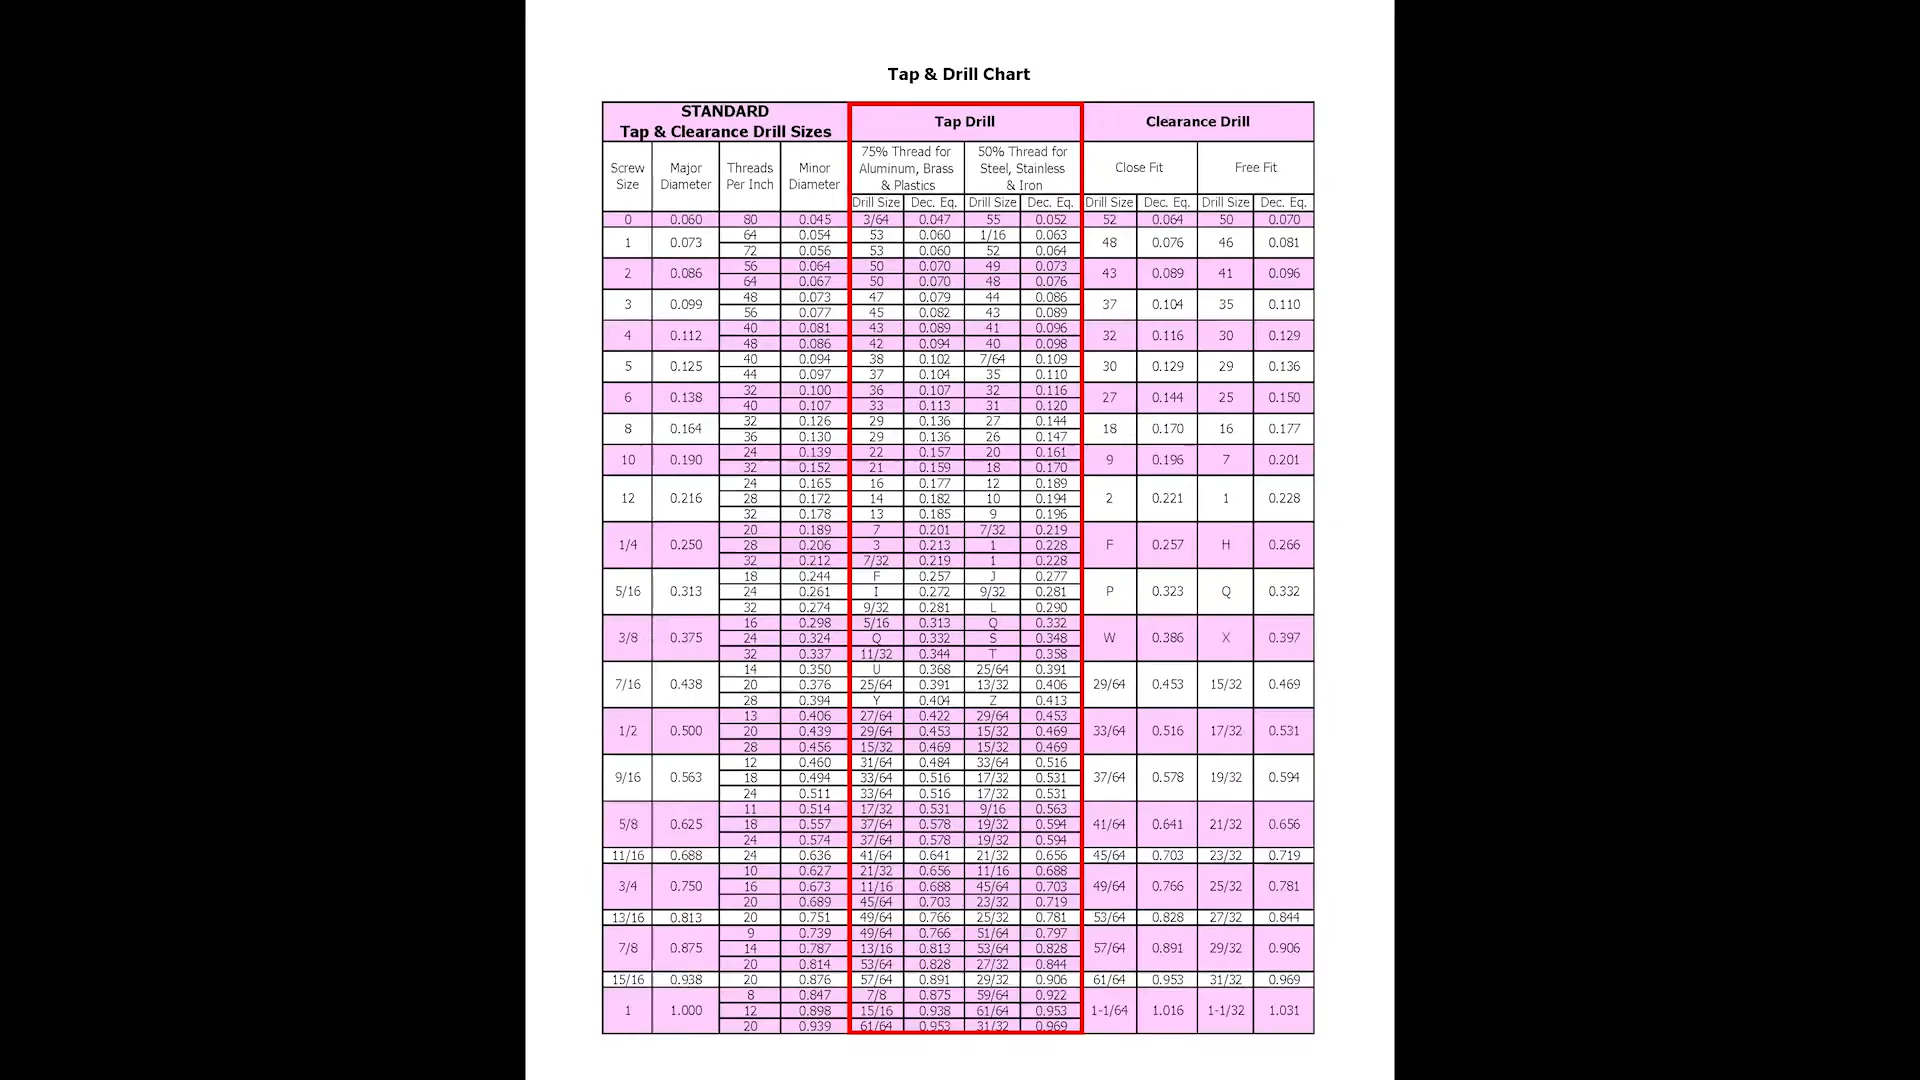 Tap & Drill Chart
STANDARD
Tap & Clearance Drill Sizes
Tap Drill
Clearance Drill
Screw Size
Major Diameter
Threads Per Inch
Minor Diameter
75% Thread for Aluminum, Brass & Plastics
50% Thread for Steel, Stainless & Iron
Close Fit
Free Fit
Drill Size Dec. Eq. Drill Size Dec. Eq. Drill Size Dec. Eq. Drill Size Dec. Eq.
0 0.060 80 0.045 3/64 0.047 55 0.052 52 0.064 50 0.070
1 0.073 64 0.054 53 0.060 1/16 0.063 48 0.076 46 0.081
72 0.056 53 0.060 52 0.064
2 0.086 56 0.064 50 0.070 49 0.073 43 0.089 41 0.096
64 0.067 50 0.070 48 0.076
3 0.099 48 0.073 47 0.079 44 0.086 37 0.104 35 0.110
56 0.077 45 0.082 43 0.089
4 0.112 40 0.081 43 0.089 41 0.096 32 0.116 30 0.129
48 0.086 42 0.094 40 0.098
5 0.125 40 0.094 38 0.102 7/64 0.109 30 0.129 29 0.136
44 0.097 37 0.104 35 0.110
6 0.138 32 0.100 36 0.107 32 0.116 27 0.144 25 0.150
40 0.107 33 0.113 31 0.120
8 0.164 32 0.126 29 0.136 27 0.144 18 0.170 16 0.177
36 0.130 29 0.136 26 0.147
10 0.190 24 0.139 22 0.157 20 0.161 9 0.196 7 0.201
32 0.152 21 0.159 18 0.170
12 0.216 24 0.165 16 0.177 12 0.189 2 0.221 1 0.228
28 0.172 14 0.182 10 0.194
32 0.178 13 0.185 9 0.196
1/4 0.250 20 0.189 7 0.201 7/32 0.219 F 0.257 H 0.266
28 0.206 3 0.213 1 0.228
32 0.212 7/32 0.219 1 0.228
5/16 0.313 18 0.244 F 0.257 J 0.277 P 0.323 Q 0.332
24 0.261 I 0.272 9/32 0.281
32 0.274 9/32 0.281 L 0.290
3/8 0.375 16 0.298 5/16 0.313 Q 0.332 W 0.386 X 0.397
24 0.324 Q 0.332 S 0.348
32 0.337 11/32 0.344 T 0.358
7/16 0.438 14 0.350 U 0.368 25/64 0.391 29/64 0.453 15/32 0.469
20 0.376 25/64 0.391 13/32 0.406
28 0.394 Y 0.404 Z 0.413
1/2 0.500 13 0.406 27/64 0.422 29/64 0.453 33/64 0.516 17/32 0.531
20 0.439 29/64 0.453 15/32 0.469
28 0.456 15/32 0.469 15/32 0.469
9/16 0.563 12 0.460 31/64 0.484 33/64 0.516 37/64 0.578 19/32 0.594
18 0.494 33/64 0.516 17/32 0.531
24 0.511 33/64 0.516 17/32 0.531
5/8 0.625 11 0.514 17/32 0.531 9/16 0.563 41/64 0.641 21/32 0.656
18 0.557 37/64 0.578 19/32 0.594
24 0.574 37/64 0.578 19/32 0.594
11/16 0.688 24 0.636 41/64 0.641 21/32 0.656 45/64 0.703 23/32 0.719
3/4 0.750 10 0.627 21/32 0.656 11/16 0.688 49/64 0.766 25/32 0.781
16 0.673 11/16 0.688 45/64 0.703
20 0.689 45/64 0.703 23/32 0.719
13/16 0.813 20 0.751 49/64 0.766 25/32 0.781 53/64 0.828 27/32 0.844
7/8 0.875 9 0.739 49/64 0.766 51/64 0.797 57/64 0.891 29/32 0.906
14 0.787 13/16 0.813 53/64 0.828
20 0.814 53/64 0.828 27/32 0.844
15/16 0.938 20 0.876 57/64 0.891 29/32 0.906 61/64 0.953 31/32 0.969
1 1.000 8 0.847 7/8 0.875 59/64 0.922 1-1/64 1.016 1-1/32 1.031
12 0.898 15/16 0.938 61/64 0.953
20 0.939 61/64 0.953 31/32 0.969